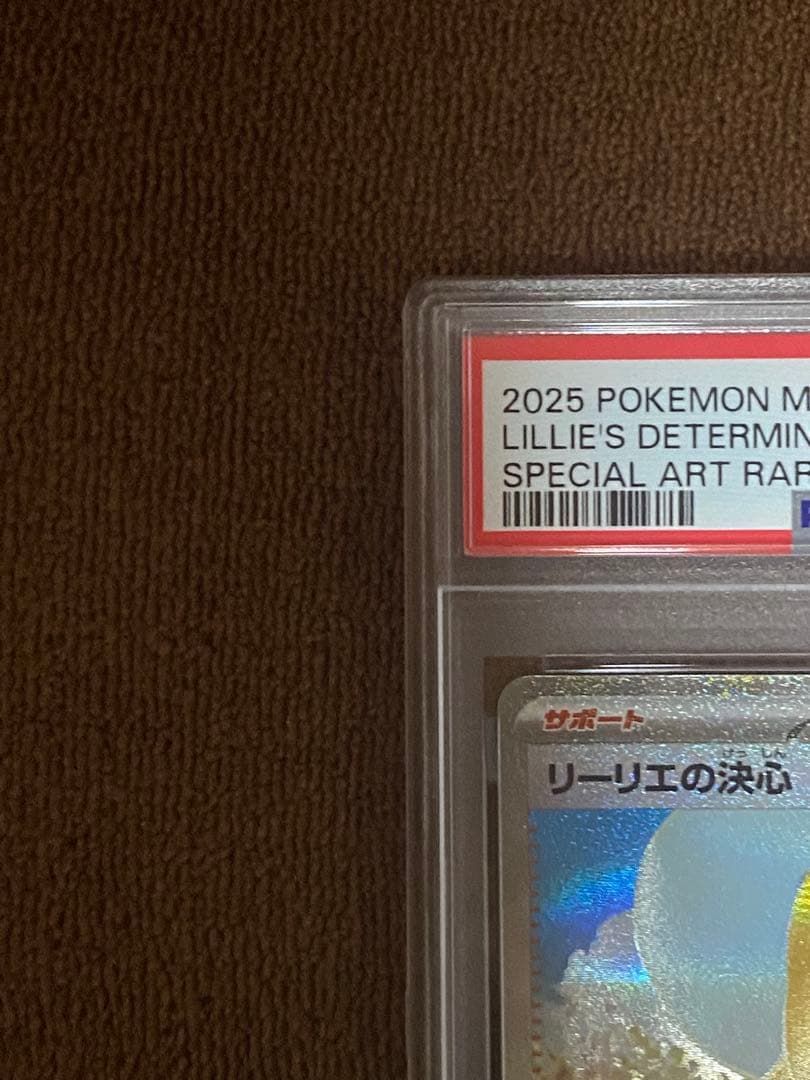 2025 POKEMON M
LILLIE'S DETERMIN
SPECIAL ART RAR
サポート
けっしん
リーリエの決心